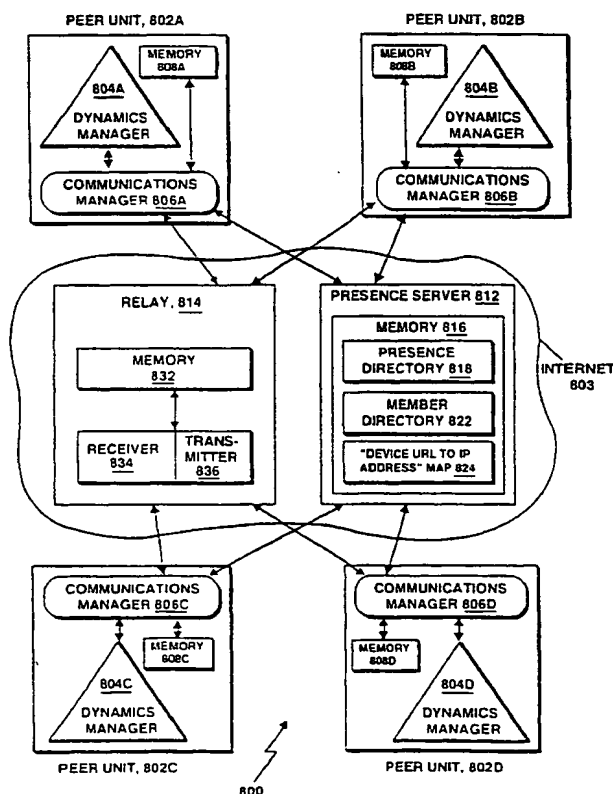 PEER UNIT, 802A
PEER UNIT, 802B
MEMORY
808A
804A
DYNAMICS
MANAGER
COMMUNICATIONS
MANAGER 806A
MEMORY
808B
804B
DYNAMICS
MANAGER
COMMUNICATIONS
MANAGER 806B
RELAY, 814
MEMORY
832
RECEIVER
834
TRANS-
MITTER
836
PRESENCE SERVER 812
MEMORY 816
PRESENCE
DIRECTORY 818
MEMBER
DIRECTORY 822
"DEVICE URL TO IP
ADDRESS" MAP 824
INTERNET
803
COMMUNICATIONS
MANAGER 806C
MEMORY
808C
804C
DYNAMICS
MANAGER
COMMUNICATIONS
MANAGER 806D
MEMORY
808D
804D
DYNAMICS
MANAGER
PEER UNIT, 802C
PEER UNIT, 802D
800